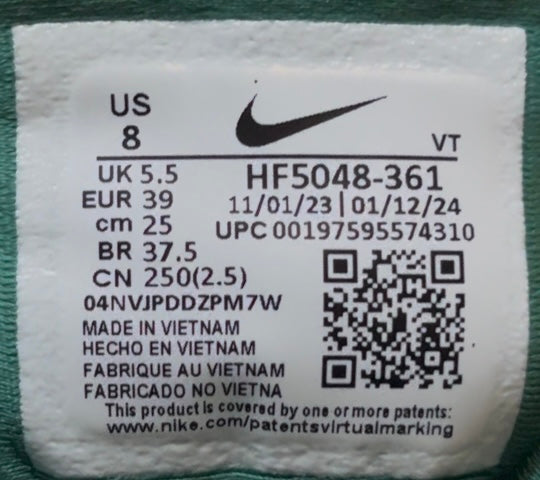 US
8
VT
UK 5.5
EUR 39
cm 25
BR 37.5
CN 250(2.5)
HF5048-361
11/01/23 | 01/12/24
UPC 00197595574310
04NVJPDDZPM7W
MADE IN VIETNAM
HECHO EN VIETNAM
FABRIQUE AU VIETNAM
FABRICADO NO VIETNA
This product is covered by one or more patents:
www.nike.com/patentsvirtualmarking